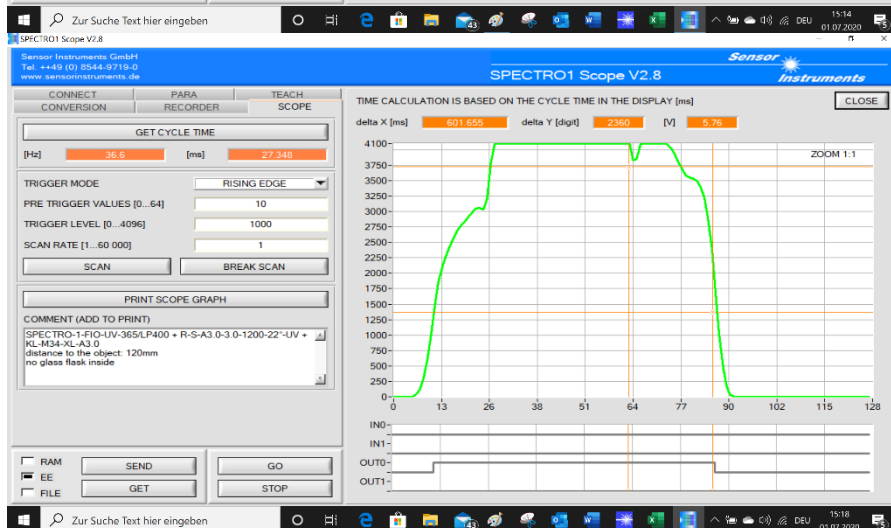 Zur Suche Text hier eingeben
43
DEU
15:14
01.07.2020
5
SPECTRO1 Scope V2.8
Sensor Instruments GmbH
Tel. ++49 (0) 8544-9719-0
www.sensorinstruments.de
SPECTRO1 Scope V2.8
Sensor
Instruments
CONNECT PARA TEACH
CONVERSION RECORDER SCOPE
GET CYCLE TIME
[Hz] 36.6 [ms] 27.348
TRIGGER MODE RISING EDGE
PRE TRIGGER VALUES [0...64] 10
TRIGGER LEVEL [0...4096] 1000
SCAN RATE [1...60 000] 1
SCAN BREAK SCAN
PRINT SCOPE GRAPH
COMMENT (ADD TO PRINT)
SPECTRO-1-FIO-UV-365/LP400 + R-S-A3.0-3.0-1200-22°-UV +
KL-M34-XL-A3.0
distance to the object: 120mm
no glass flask inside
RAM
EE
FILE
SEND GO
GET STOP
TIME CALCULATION IS BASED ON THE CYCLE TIME IN THE DISPLAY [ms]
CLOSE
delta X [ms] 601.655 delta Y [digit] 2360 [V] 5.76
ZOOM 1:1
4100
3750
3500
3250
3000
2750
2500
2250
2000
1750
1500
1250
1000
750
500
250
0
0 13 26 38 51 64 77 90 102 115 128
IN0
IN1
OUT0
OUT1
Zur Suche Text hier eingeben
43
DEU
15:18
01.07.2020